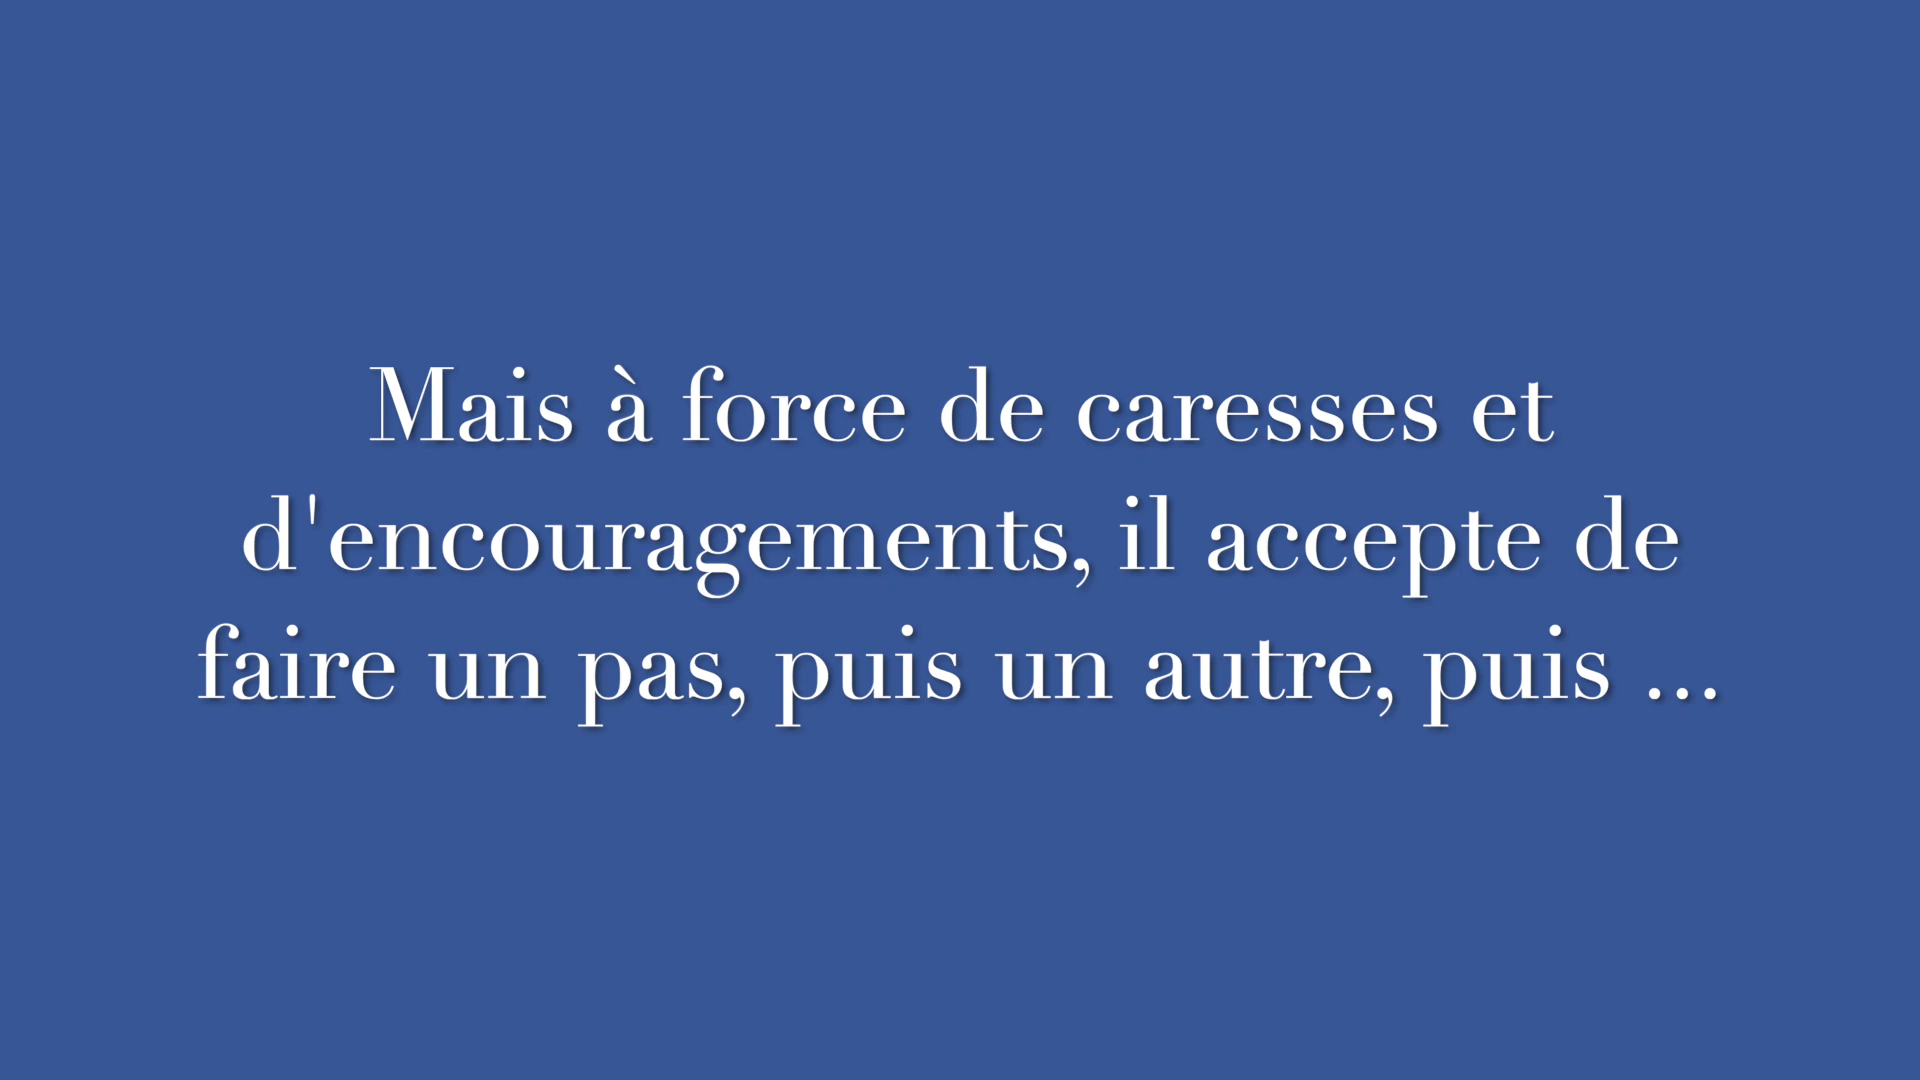 Mais à force de caresses et
d'encouragements, il accepte de
faire un pas, puis un autre, puis ...